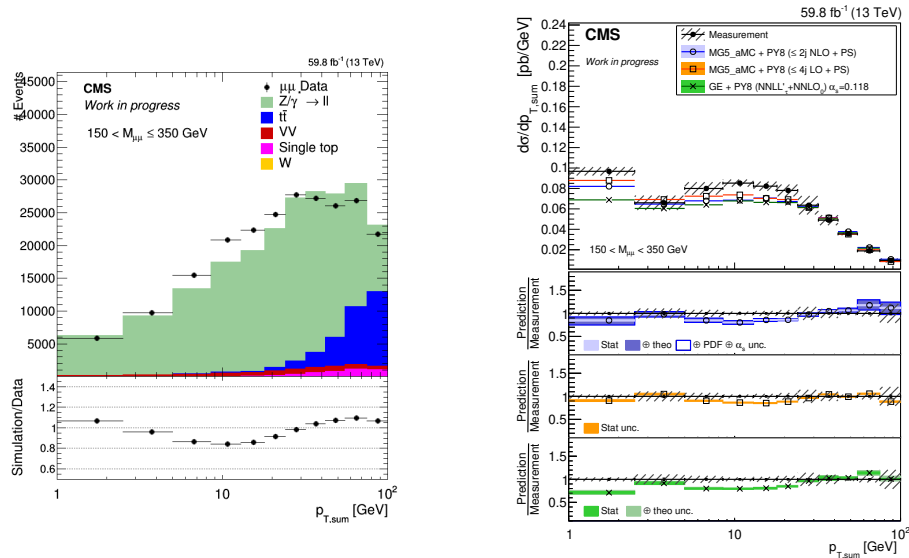 59.8 fb⁻¹ (13 TeV)
# Events
45000
40000
35000
30000
25000
20000
15000
10000
5000
CMS
Work in progress
150 < M_μμ ≤ 350 GeV
μμ Data
Z/γ* → ll
tt̄
VV
Single top
W
Simulation/Data
1.4
1.2
1
0.8
0.6
1
10
10²
p_T,sum [GeV]
59.8 fb⁻¹ (13 TeV)
dσ/dp_T,sum [pb/GeV]
0.24
0.22
0.2
0.18
0.16
0.14
0.12
0.1
0.08
0.06
0.04
0.02
CMS
Work in progress
Measurement
MG5_aMC + PY8 (≤ 2j NLO + PS)
MG5_aMC + PY8 (≤ 4j LO + PS)
GE + PY8 (NNLL'_τ+NNLO₀) α_s=0.118
150 < M_μμ < 350 GeV
Prediction
Measurement
1.5
1
0.5
Stat ⊕ theo ⊕ PDF ⊕ α_s unc.
Prediction
Measurement
1.5
1
0.5
Stat unc.
Prediction
Measurement
1.5
1
0.5
Stat ⊕ theo unc.
1
10
10²
p_T,sum [GeV]